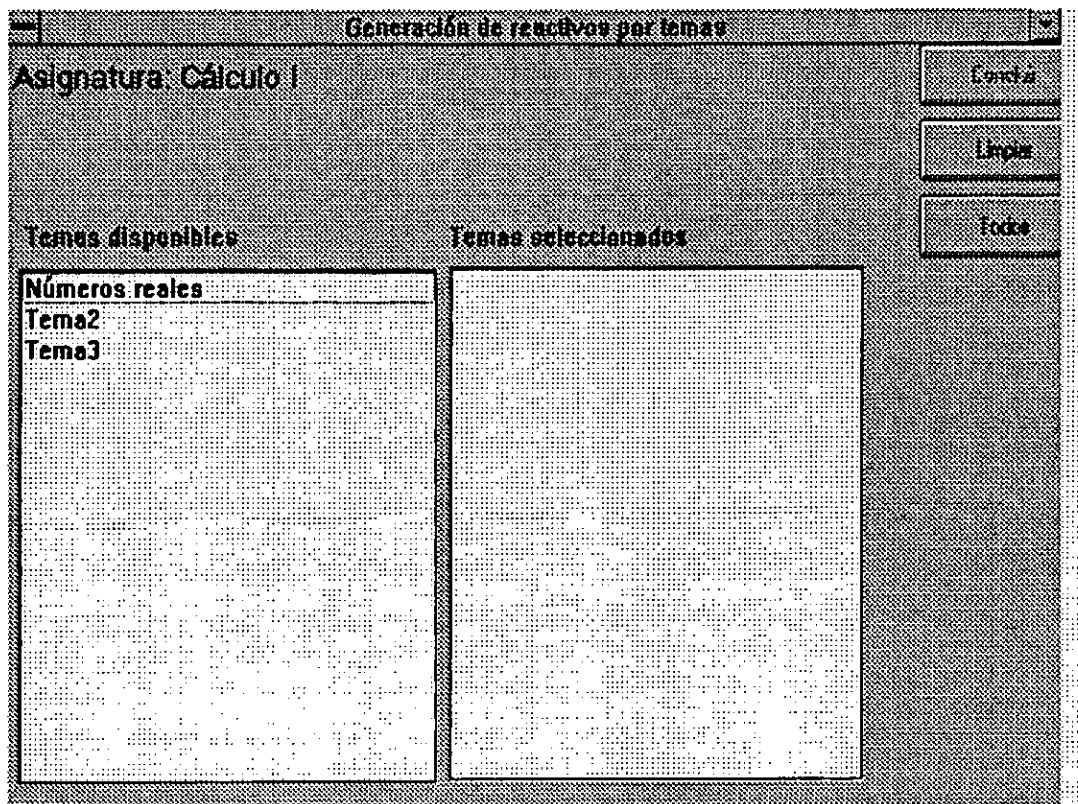 Generación de reactivos por temas
Asignatura: Cálculo I
Concluir
Limpiar
Todos
Temas disponibles
Temas seleccionados
Números reales
Tema2
Tema3